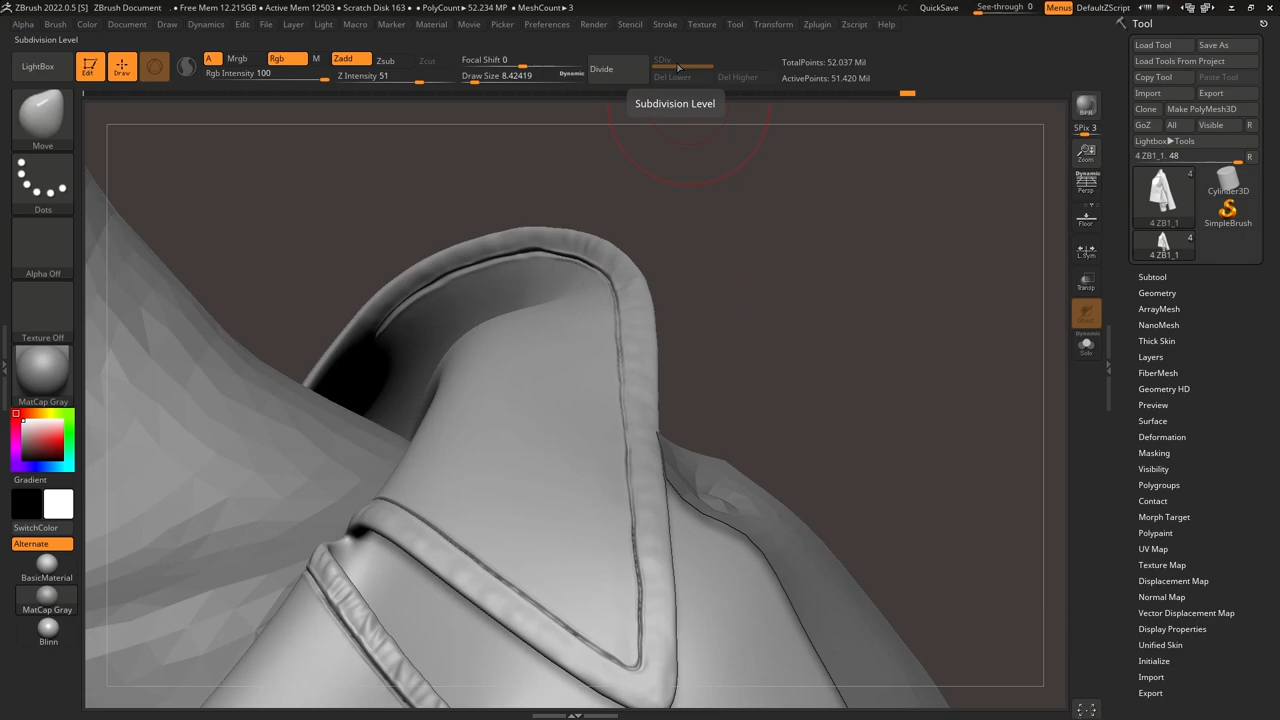 ZBrush 2022.0.5 [S] ZBrush Document . ● Free Mem 12.215GB ● Active Mem 12503 ● Scratch Disk 163 ● PolyCount▶ 52.234 MP ● MeshCount▶ 3 AC QuickSave See-through 0 Menus DefaultZScript
Alpha Brush Color Document Draw Dynamics Edit File Layer Light Macro Marker Material Movie Picker Preferences Render Stencil Stroke Texture Tool Transform Zplugin Zscript Help
Subdivision Level
LightBox
Edit
Draw
A Mrgb Rgb M Zadd Zsub Zcut
Rgb Intensity 100 Z Intensity 51
Focal Shift 0
Draw Size 8.42419 Dynamic
Divide
SDiv
Del Lower Del Higher
TotalPoints: 52.037 Mil
ActivePoints: 51.420 Mil
Subdivision Level
Move
Dots
Alpha Off
Texture Off
MatCap Gray
Gradient
SwitchColor
Alternate
BasicMaterial
MatCap Gray
Blinn
BPR
SPix 3
Zoom
Dynamic
Persp
Floor
L.Sym
Transp
Ghost
Dynamic
Solo
Tool
Load Tool Save As
Load Tools From Project
Copy Tool Paste Tool
Import Export
Clone Make PolyMesh3D
GoZ All Visible R
Lightbox▶Tools
4 ZB1_1. 48 R
4
4 ZB1_1
Cylinder3D
SimpleBrush
4
4 ZB1_1
Subtool
Geometry
ArrayMesh
NanoMesh
Thick Skin
Layers
FiberMesh
Geometry HD
Preview
Surface
Deformation
Masking
Visibility
Polygroups
Contact
Morph Target
Polypaint
UV Map
Texture Map
Displacement Map
Normal Map
Vector Displacement Map
Display Properties
Unified Skin
Initialize
Import
Export